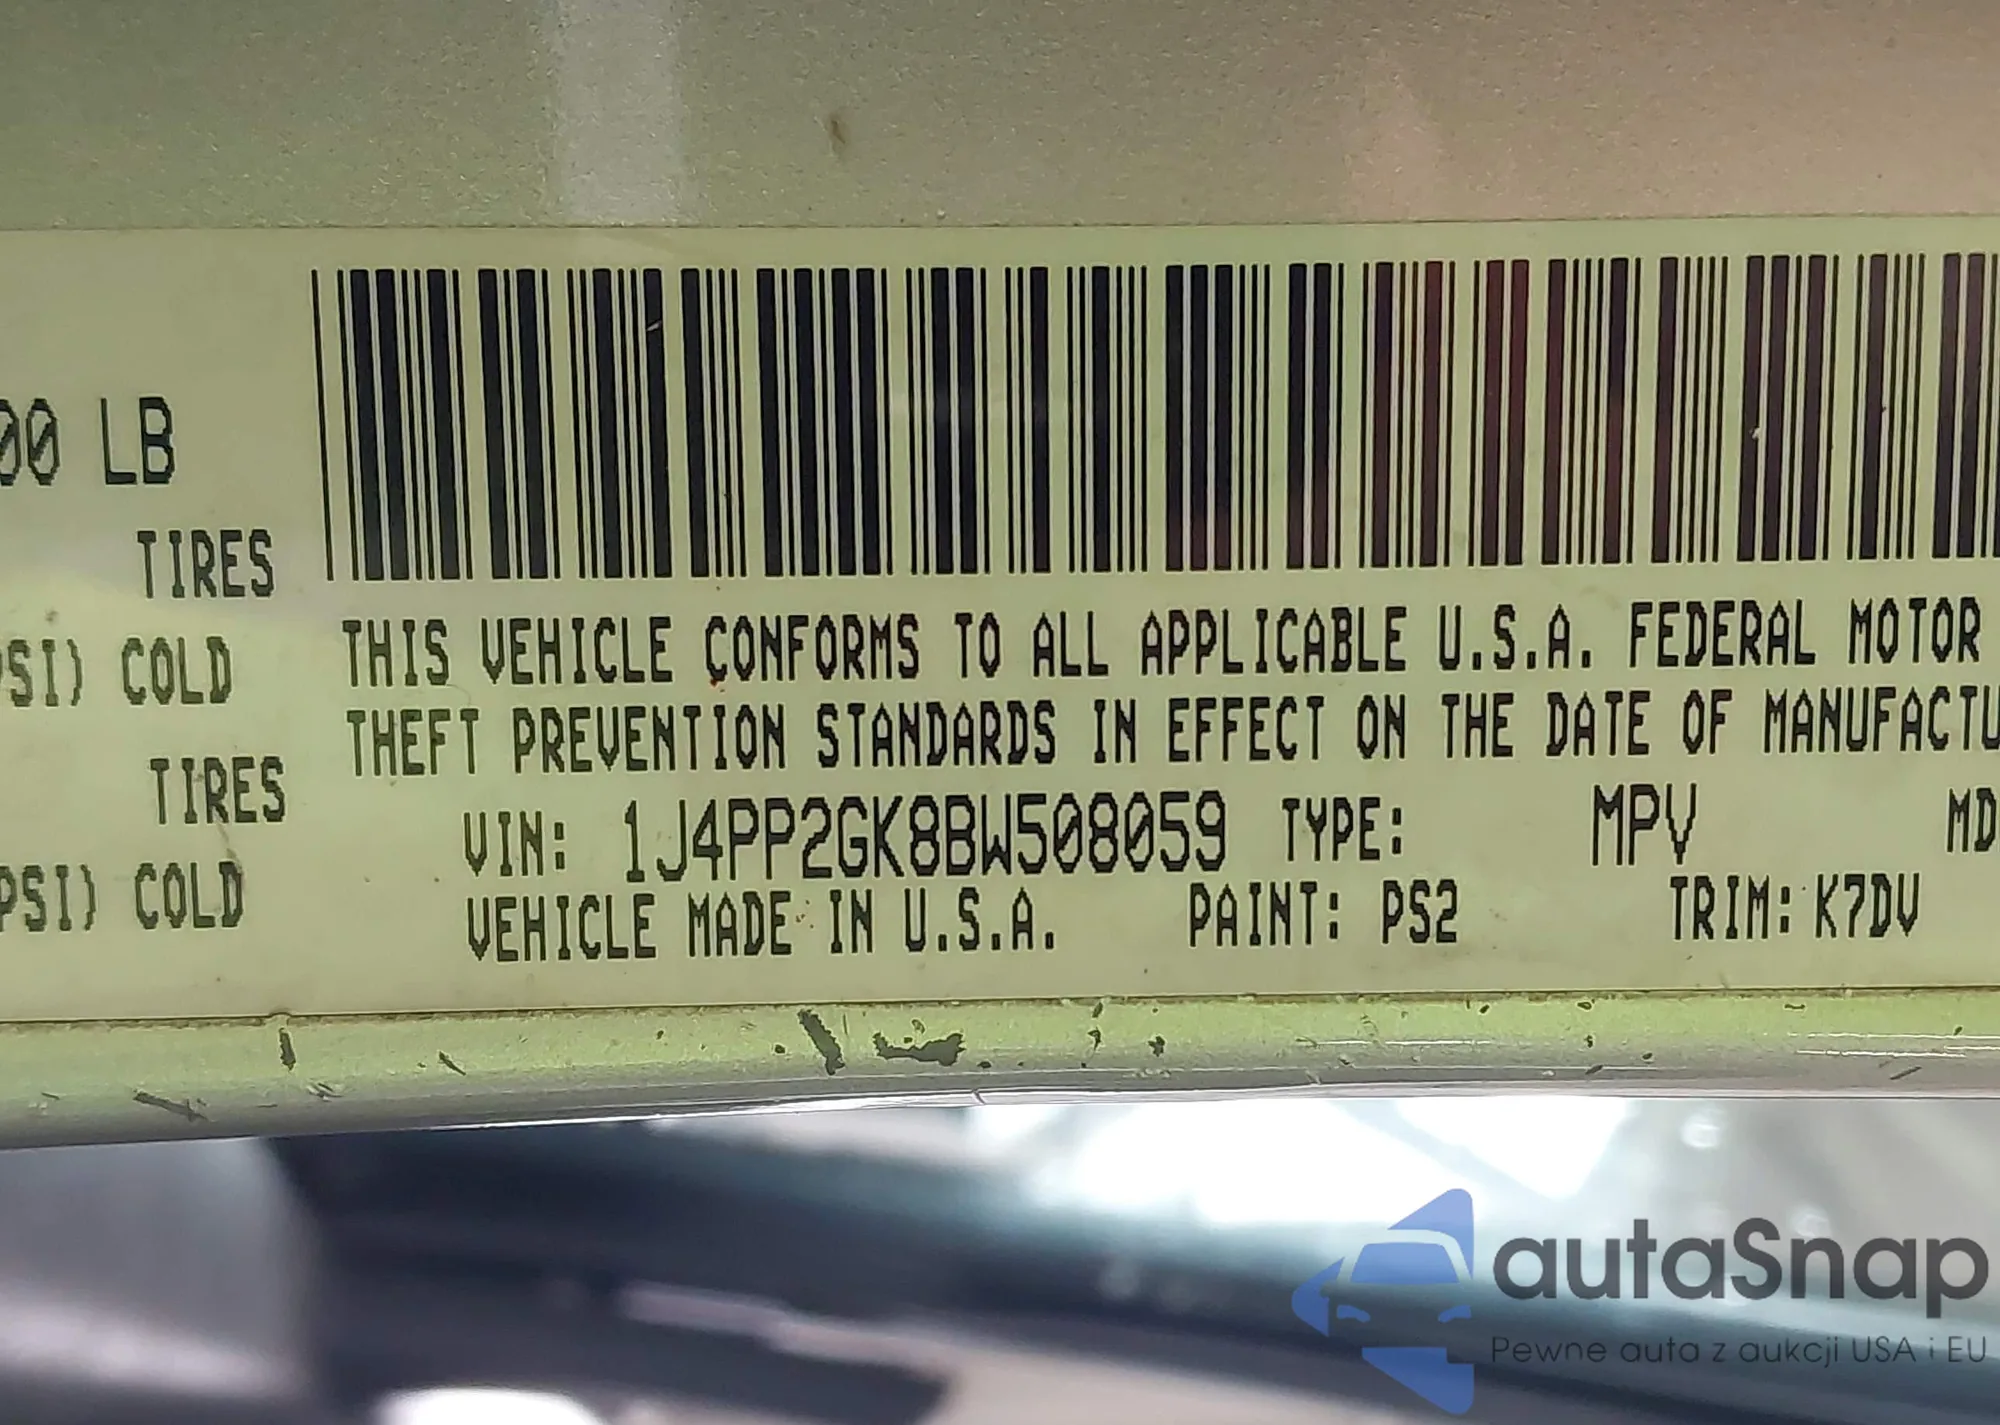 00 LB
TIRES
PSI) COLD
TIRES
PSI) COLD
THIS VEHICLE CONFORMS TO ALL APPLICABLE U.S.A. FEDERAL MOTOR
THEFT PREVENTION STANDARDS IN EFFECT ON THE DATE OF MANUFACTU
VIN: 1J4PP2GK8BW508059 TYPE: MPV MD
VEHICLE MADE IN U.S.A. PAINT: PS2 TRIM: K7DV
autaSnap
Pewne auta z aukcji USA i EU